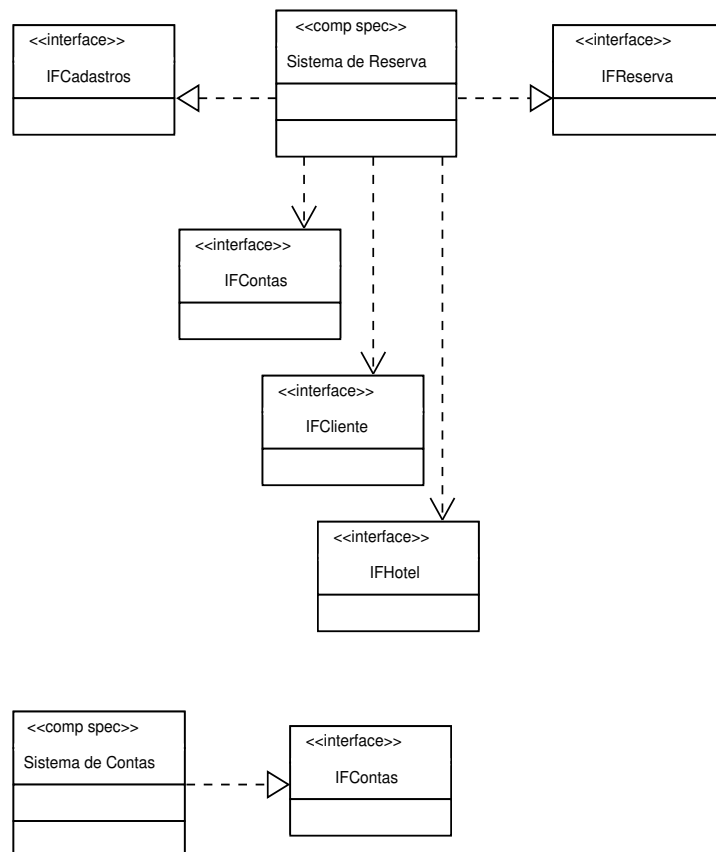 <<interface>>
IFCadastros
<<comp spec>>
Sistema de Reserva
<<interface>>
IFReserva
<<interface>>
IFContas
<<interface>>
IFCliente
<<interface>>
IFHotel
<<comp spec>>
Sistema de Contas
<<interface>>
IFContas